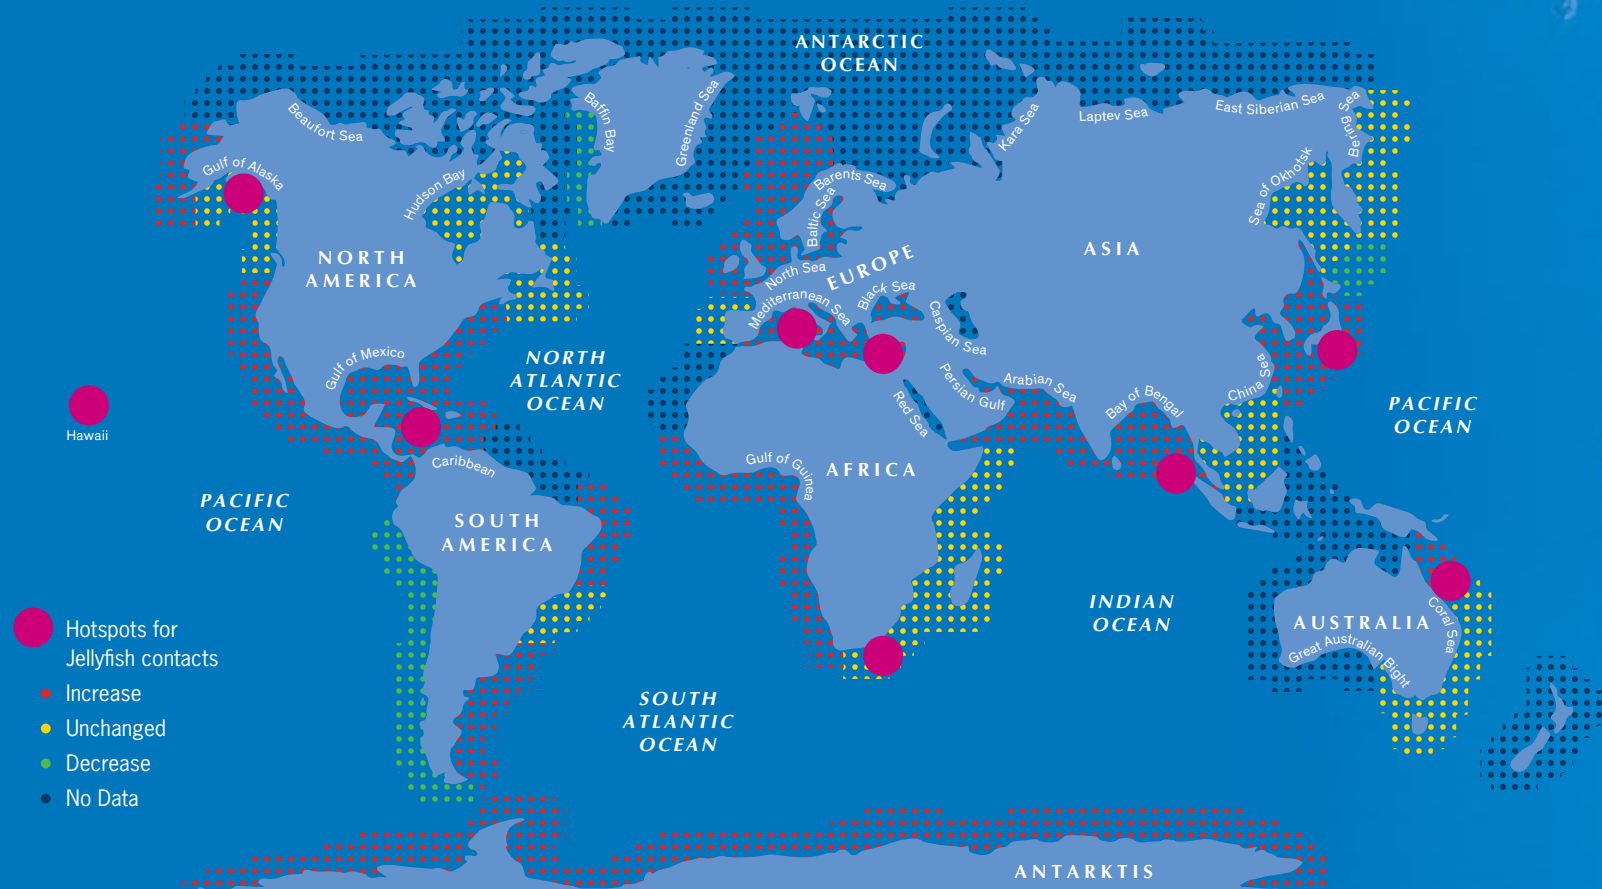 ANTARCTIC
OCEAN
Beaufort Sea
Baffin Bay
Greenland Sea
Kara Sea
Laptev Sea
East Siberian Sea
Bering Sea
Gulf of Alaska
Hudson Bay
Barents Sea
Baltic Sea
Sea of Okhotsk
NORTH
AMERICA
North Sea
EUROPE
ASIA
Mediterranean Sea
Black Sea
Caspian Sea
Gulf of Mexico
NORTH
ATLANTIC
OCEAN
Red Sea
Persian Gulf
Arabian Sea
Bay of Bengal
China Sea
PACIFIC
OCEAN
Hawaii
Caribbean
Gulf of Guinea
AFRICA
PACIFIC
OCEAN
SOUTH
AMERICA
INDIAN
OCEAN
AUSTRALIA
Coral Sea
Great Australian Bight
SOUTH
ATLANTIC
OCEAN
Hotspots for
Jellyfish contacts
Increase
Unchanged
Decrease
No Data
ANTARKTIS